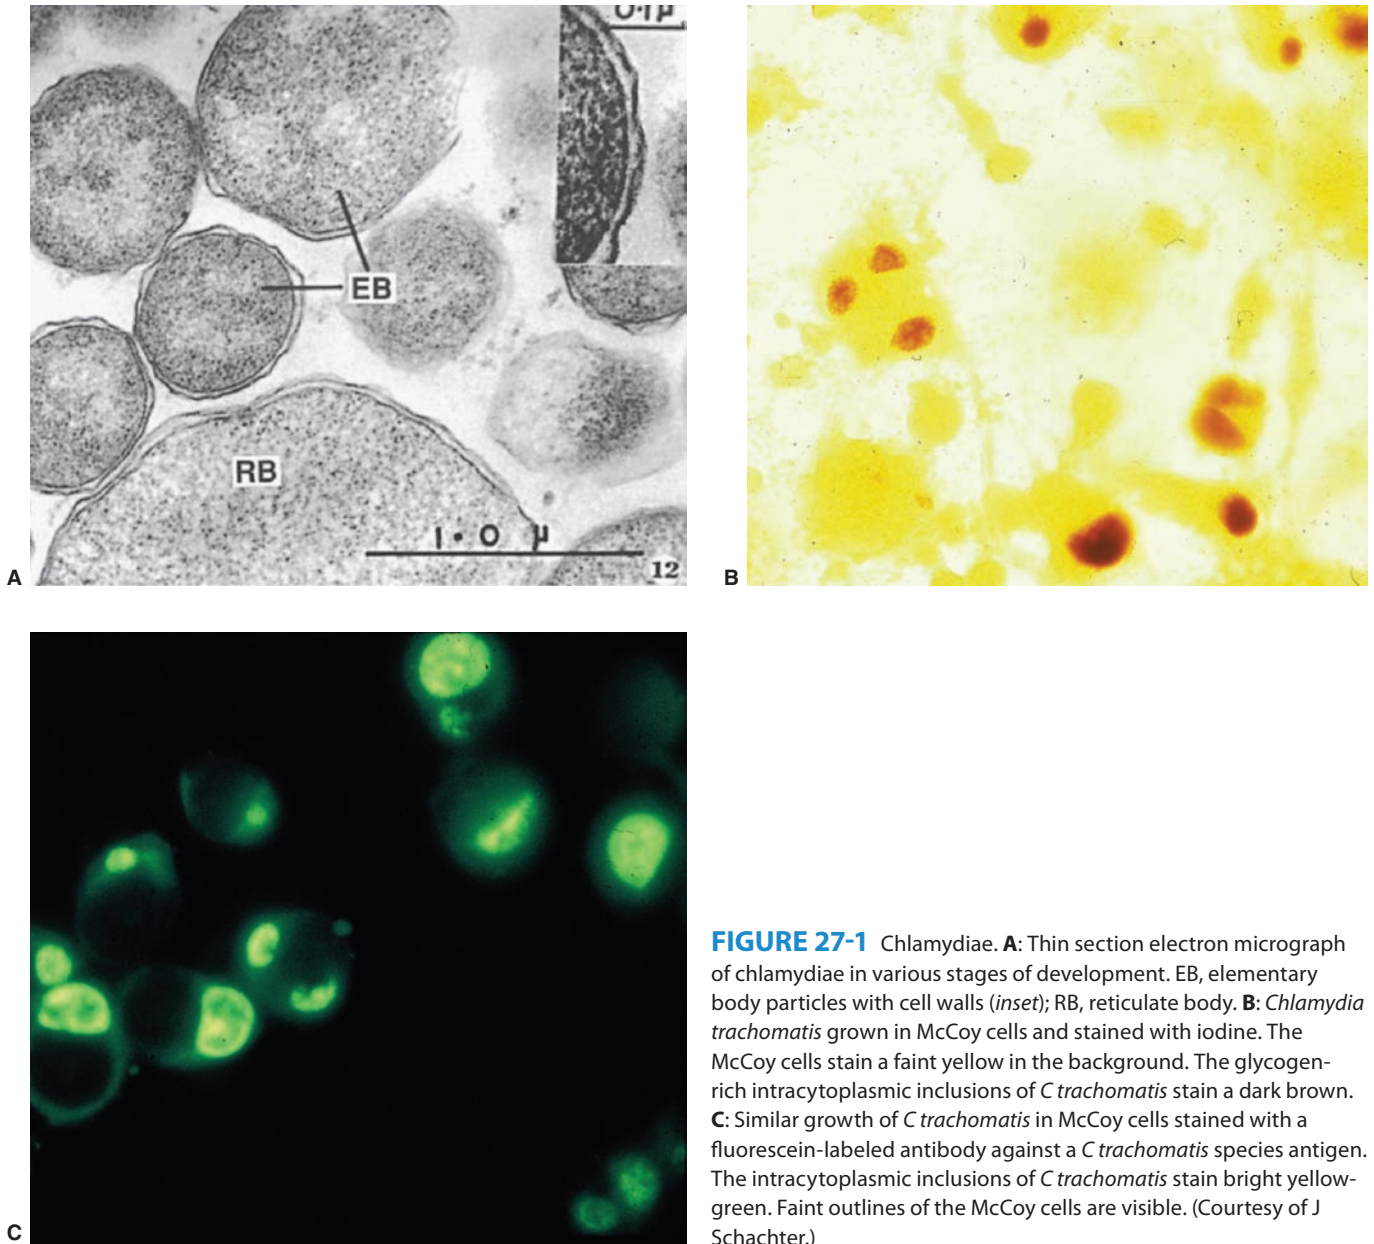 0.1µ
EB
RB
1.0 µ
12
A
B
C
FIGURE 27-1 Chlamydiae. A: Thin section electron micrograph
of chlamydiae in various stages of development. EB, elementary
body particles with cell walls (inset); RB, reticulate body. B: Chlamydia
trachomatis grown in McCoy cells and stained with iodine. The
McCoy cells stain a faint yellow in the background. The glycogen-
rich intracytoplasmic inclusions of C trachomatis stain a dark brown.
C: Similar growth of C trachomatis in McCoy cells stained with a
fluorescein-labeled antibody against a C trachomatis species antigen.
The intracytoplasmic inclusions of C trachomatis stain bright yellow-
green. Faint outlines of the McCoy cells are visible. (Courtesy of J
Schachter.)